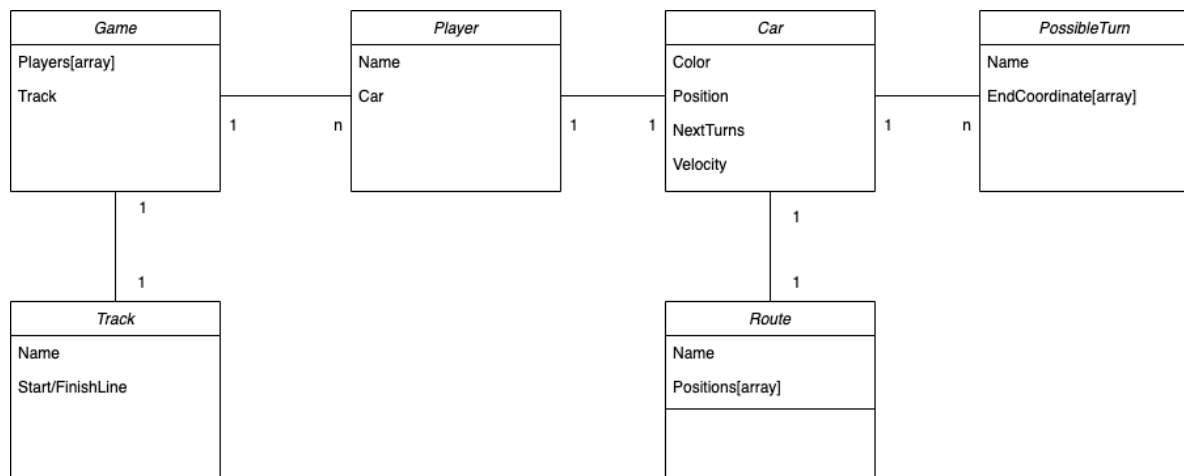 Game
Players[array]
Track
1
n
Player
Name
Car
1
1
Car
Color
Position
NextTurns
Velocity
1
n
PossibleTurn
Name
EndCoordinate[array]
1
1
Track
Name
Start/FinishLine
1
1
Route
Name
Positions[array]